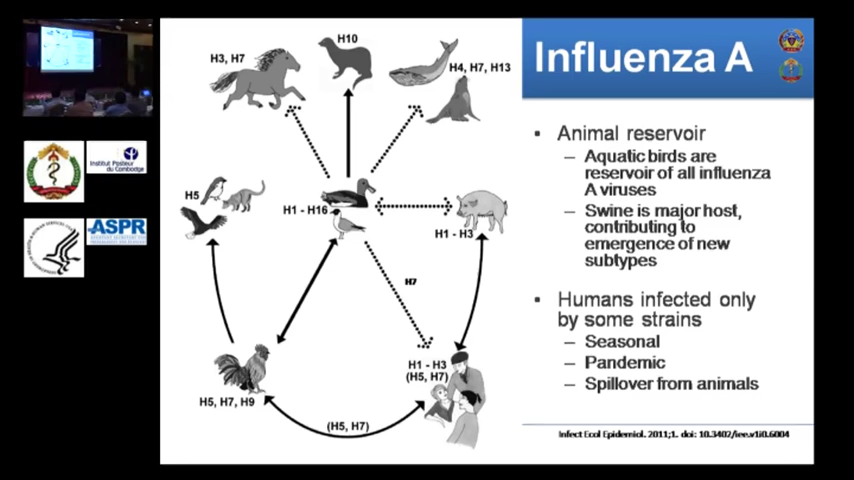 Influenza A
H10
H3, H7
H4, H7, H13
H5
H1 - H16
H1 - H3
H7
H1 - H3
(H5, H7)
H5, H7, H9
(H5, H7)
▪ Animal reservoir
– Aquatic birds are
reservoir of all influenza
A viruses
– Swine is major host,
contributing to
emergence of new
subtypes
▪ Humans infected only
by some strains
– Seasonal
– Pandemic
– Spillover from animals
Infect Ecol Epidemiol. 2011;1. doi: 10.3402/iee.v1i0.6004
Institut Pasteur
du Cambodge
ASPR